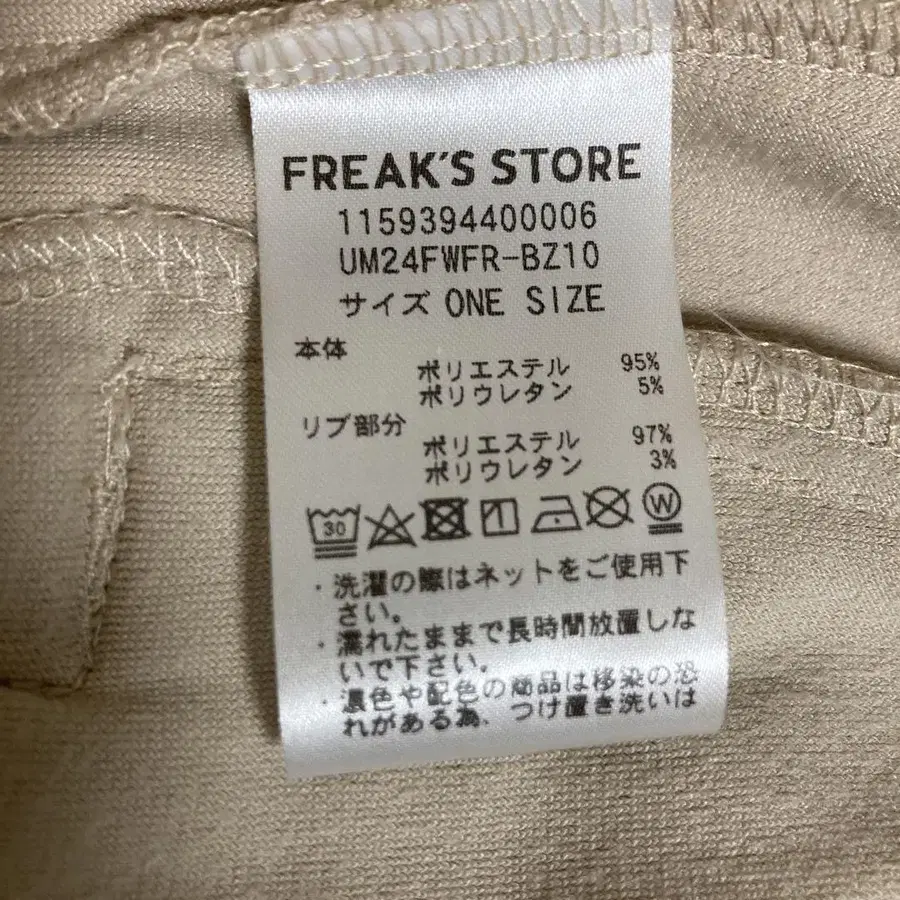 FREAK'S STORE
1159394400006
UM24FWFR-BZ10
サイズ ONE SIZE
本体
ポリエステル 95%
ポリウレタン 5%
リブ部分
ポリエステル 97%
ポリウレタン 3%
30
W
・洗濯の際はネットをご使用下
さい。
・濡れたままで長時間放置しな
いで下さい。
・濃色や配色の商品は移染の恐
れがある為、つけ置き洗いは